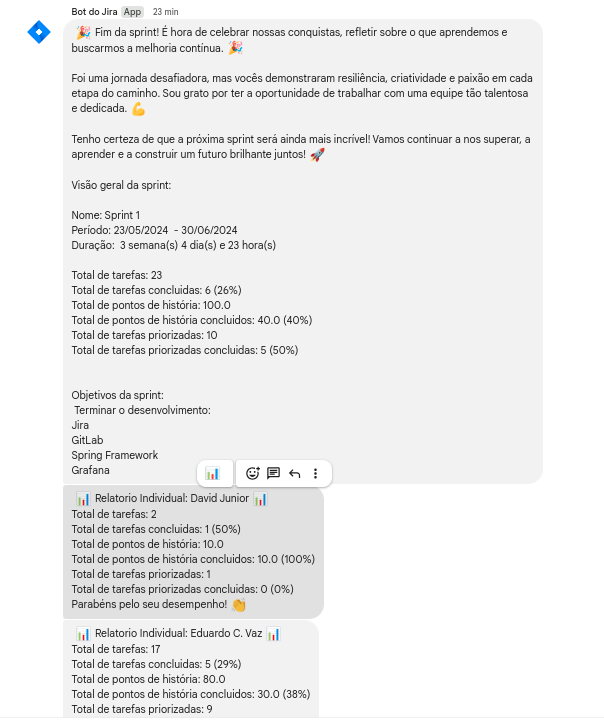 Bot do Jira App 23 min
🎉 Fim da sprint! É hora de celebrar nossas conquistas, refletir sobre o que aprendemos e
buscarmos a melhoria contínua. 🎉
Foi uma jornada desafiadora, mas vocês demonstraram resiliência, criatividade e paixão em cada
etapa do caminho. Sou grato por ter a oportunidade de trabalhar com uma equipe tão talentosa
e dedicada. 💪
Tenho certeza de que a próxima sprint será ainda mais incrível! Vamos continuar a nos superar, a
aprender e a construir um futuro brilhante juntos! 🚀
Visão geral da sprint:
Nome: Sprint 1
Período: 23/05/2024 - 30/06/2024
Duração: 3 semana(s) 4 dia(s) e 23 hora(s)
Total de tarefas: 23
Total de tarefas concluidas: 6 (26%)
Total de pontos de história: 100.0
Total de pontos de história concluidos: 40.0 (40%)
Total de tarefas priorizadas: 10
Total de tarefas priorizadas concluidas: 5 (50%)
Objetivos da sprint:
Terminar o desenvolvimento:
Jira
GitLab
Spring Framework
Grafana
📊 Relatorio Individual: David Junior 📊
Total de tarefas: 2
Total de tarefas concluidas: 1 (50%)
Total de pontos de história: 10.0
Total de pontos de história concluidos: 10.0 (100%)
Total de tarefas priorizadas: 1
Total de tarefas priorizadas concluidas: 0 (0%)
Parabéns pelo seu desempenho! 👏
📊 Relatorio Individual: Eduardo C. Vaz 📊
Total de tarefas: 17
Total de tarefas concluidas: 5 (29%)
Total de pontos de história: 80.0
Total de pontos de história concluidos: 30.0 (38%)
Total de tarefas priorizadas: 9